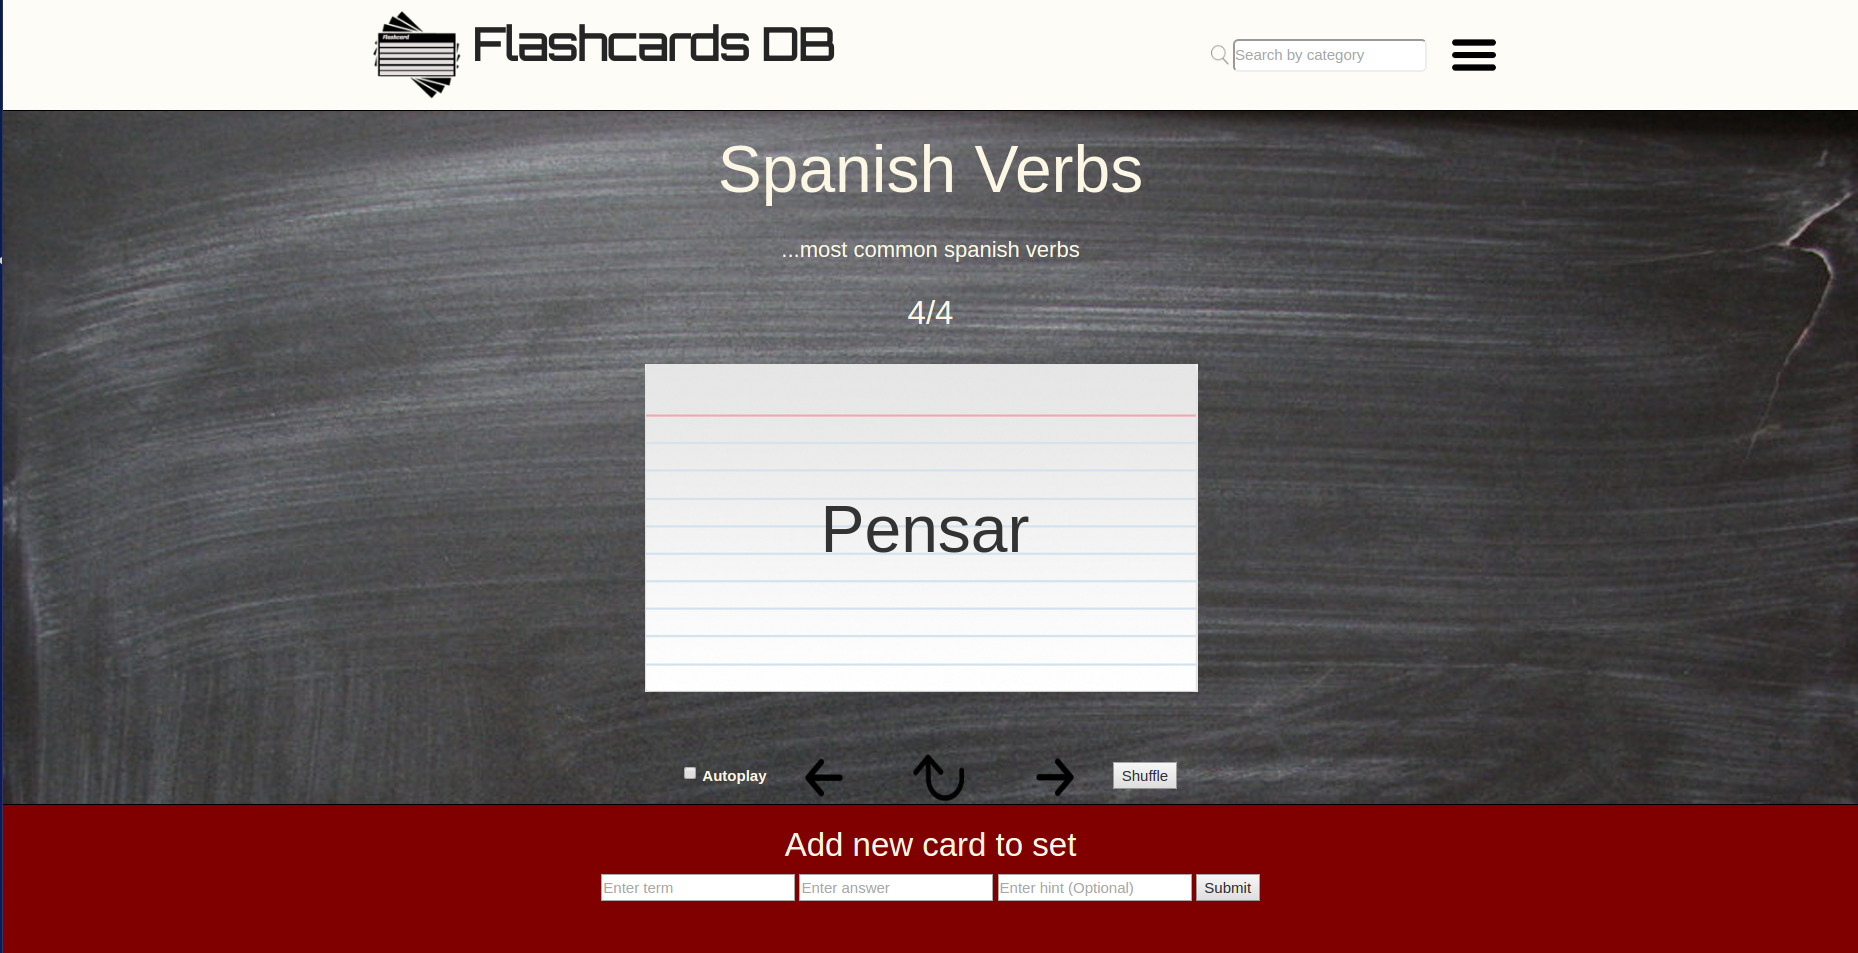 Flashcard
Flashcards DB
Search by category
Spanish Verbs
...most common spanish verbs
4/4
Pensar
Autoplay
Shuffle
Add new card to set
Enter term
Enter answer
Enter hint (Optional)
Submit